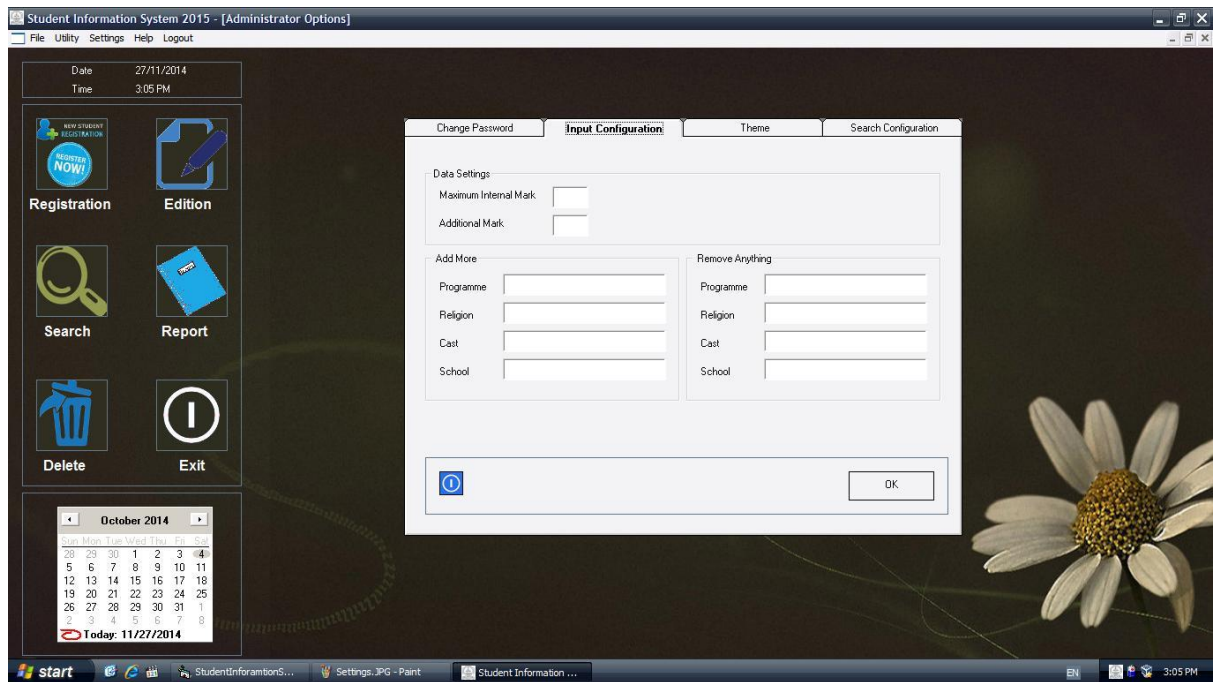 Student Information System 2015 - [Administrator Options]
File Utility Settings Help Logout
Date 27/11/2014
Time 3:05 PM
NEW STUDENT
REGISTRATION
REGISTER
NOW!
Registration
Edition
Search
Report
Delete
Exit
October 2014
Sun Mon Tue Wed Thu Fri Sat
28 29 30 1 2 3 4
5 6 7 8 9 10 11
12 13 14 15 16 17 18
19 20 21 22 23 24 25
26 27 28 29 30 31 1
2 3 4 5 6 7 8
Today: 11/27/2014
Change Password Input Configuration Theme Search Configuration
Data Settings
Maximum Internal Mark
Additional Mark
Add More
Programme
Religion
Cast
School
Remove Anything
Programme
Religion
Cast
School
OK
start StudentInforamtionS... Settings.JPG - Paint Student Information ... EN 3:05 PM